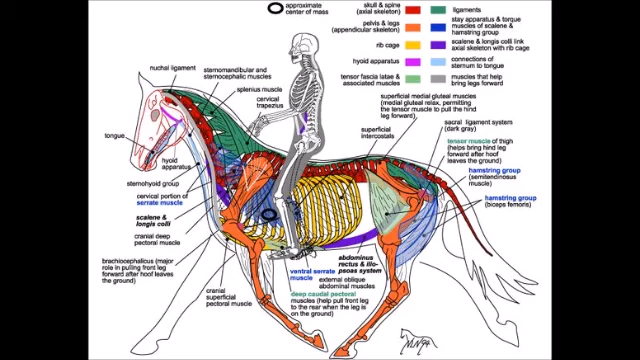 approximate
center of mass
skull & spine
(axial skeleton)
pelvis & legs
(appendicular skeleton)
rib cage
hyoid apparatus
tensor fascia latae &
associated muscles
ligaments
stay apparatus & torque
muscles of scalene &
hamstring group
scalene & longis coli link
axial skeleton with rib cage
connections of
sternum to tongue
muscles that help
bring legs forward
nuchal ligament
sternomandibular and
sternocephalic muscles
splenius muscle
cervical
trapezius
superficial medial gluteal muscles
(medial gluteal relax, permitting
the tensor muscle to pull the hind
leg forward)
superficial
intercostals
sacral ligament system
(dark gray)
tensor muscle of thigh
(helps bring hind leg
forward after hoof
leaves the ground)
hamstring group
(semitendinosus
muscle)
hamstring group
(biceps femoris)
tongue
hyoid
apparatus
sternohyoid group
cervical portion of
serrate muscle
scalene &
longis colli
cranial deep
pectoral muscle
brachiocephalicus (major
role in pulling front leg
forward after hoof leaves
the ground)
cranial
superficial
pectoral muscle
ventral serrate
muscle
deep caudal pectoral
muscles (help pull front leg
to the rear when the leg is
on the ground)
external oblique
abdominal muscles
abdominus
rectus & ilio-
psoas system